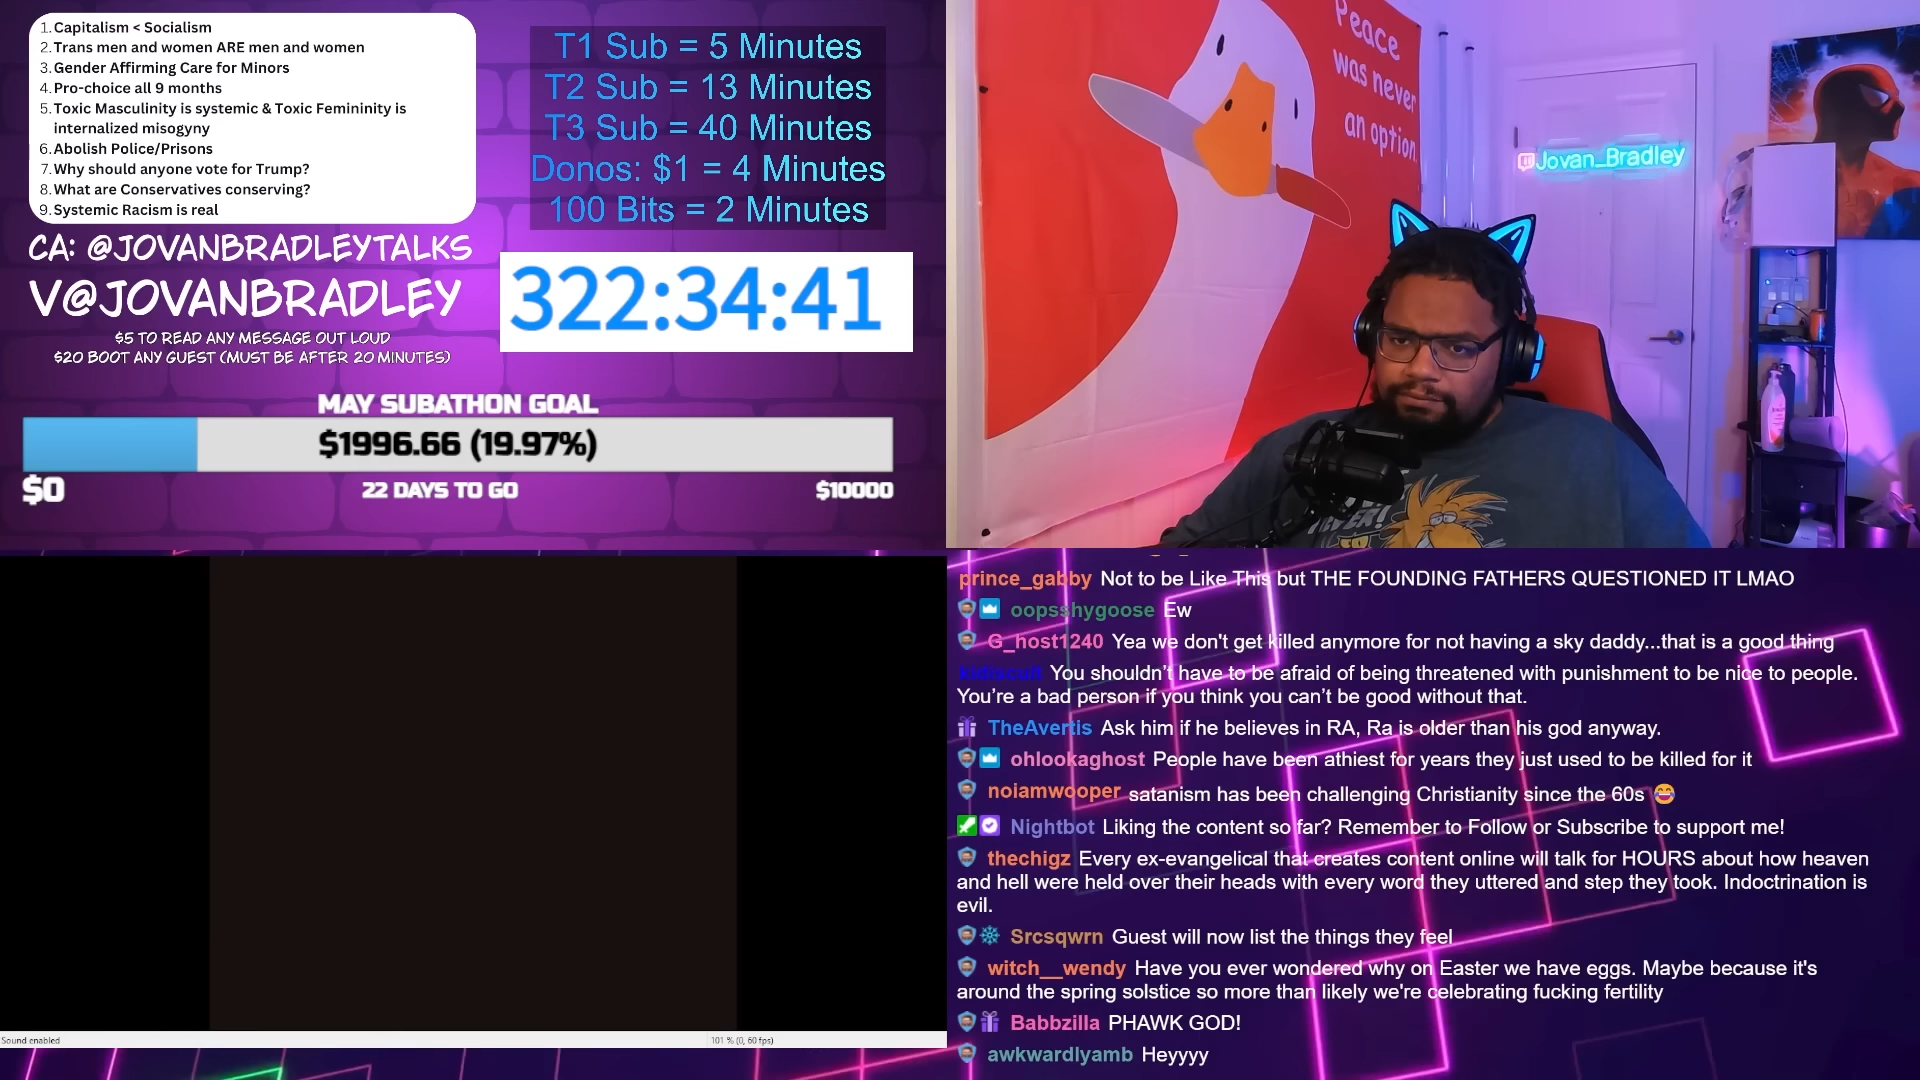 1. Capitalism < Socialism
2. Trans men and women ARE men and women
3. Gender Affirming Care for Minors
4. Pro-choice all 9 months
5. Toxic Masculinity is systemic & Toxic Femininity is
internalized misogyny
6. Abolish Police/Prisons
7. Why should anyone vote for Trump?
8. What are Conservatives conserving?
9. Systemic Racism is real
CA: @JOVANBRADLEYTALKS
V@JOVANBRADLEY
$5 TO READ ANY MESSAGE OUT LOUD
$20 BOOT ANY GUEST (MUST BE AFTER 20 MINUTES)
T1 Sub = 5 Minutes
T2 Sub = 13 Minutes
T3 Sub = 40 Minutes
Donos: $1 = 4 Minutes
100 Bits = 2 Minutes
322:34:41
MAY SUBATHON GOAL
$1996.66 (19.97%)
$0
22 DAYS TO GO
$10000
Peace
was never
an option
Jovan_Bradley
Sound enabled
101 % (0, 60 fps)
prince_gabby Not to be Like This but THE FOUNDING FATHERS QUESTIONED IT LMAO
oopsshygoose Ew
G_host1240 Yea we don't get killed anymore for not having a sky daddy...that is a good thing
You shouldn't have to be afraid of being threatened with punishment to be nice to people.
You're a bad person if you think you can't be good without that.
TheAvertis Ask him if he believes in RA, Ra is older than his god anyway.
ohlookaghost People have been athiest for years they just used to be killed for it
noiamwooper satanism has been challenging Christianity since the 60s 😂
Nightbot Liking the content so far? Remember to Follow or Subscribe to support me!
thechigz Every ex-evangelical that creates content online will talk for HOURS about how heaven
and hell were held over their heads with every word they uttered and step they took. Indoctrination is
evil.
Srcsqwrn Guest will now list the things they feel
witch__wendy Have you ever wondered why on Easter we have eggs. Maybe because it's
around the spring solstice so more than likely we're celebrating fucking fertility
Babbzilla PHAWK GOD!
awkwardlyamb Heyyyy